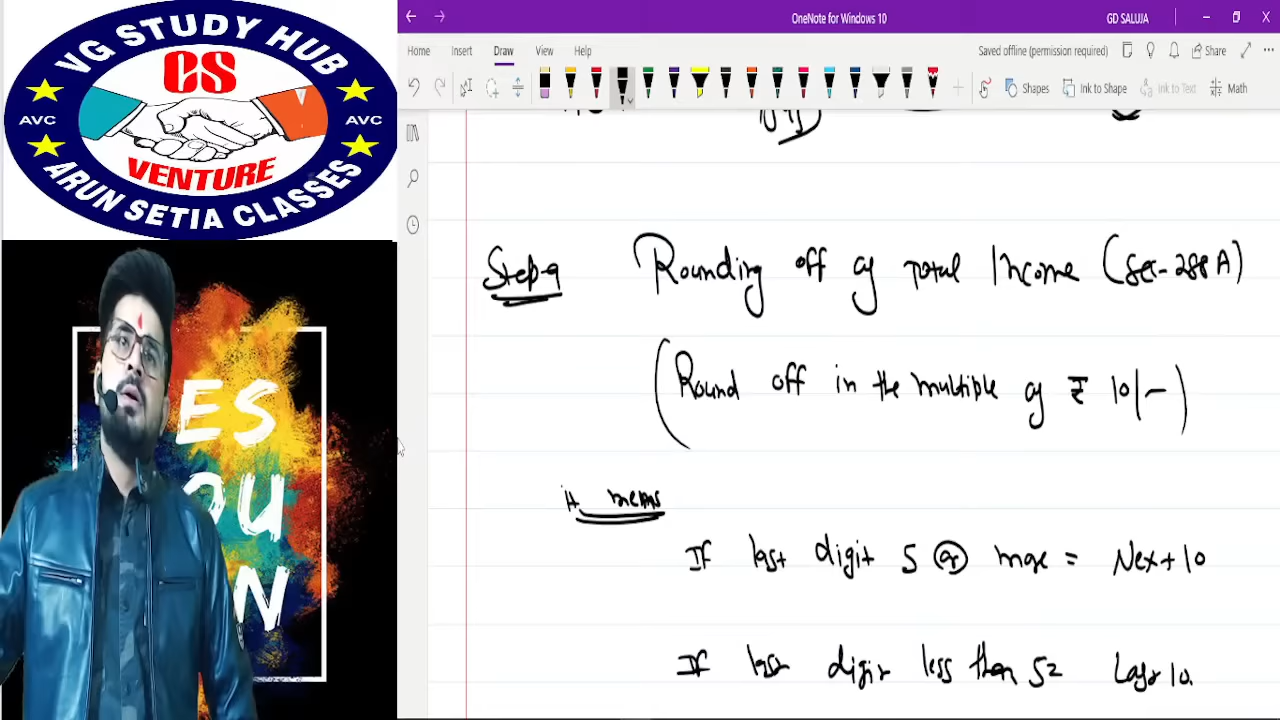 VG STUDY HUB
CS
AVC
AVC
VENTURE
ARUN SETIA CLASSES
ES
OU
N
OneNote for Windows 10
GD SALUJA
Home Insert Draw View Help
Saved offline (permission required)
Share
Shapes
Ink to Shape
Ink to Text
Math
Step-9 Rounding off of Total Income (Sec-288A)
(Round off in the multiple of ₹ 10/-)
it means
If last digit 5 or more = Next 10
If last digit less than 5= Last 10.